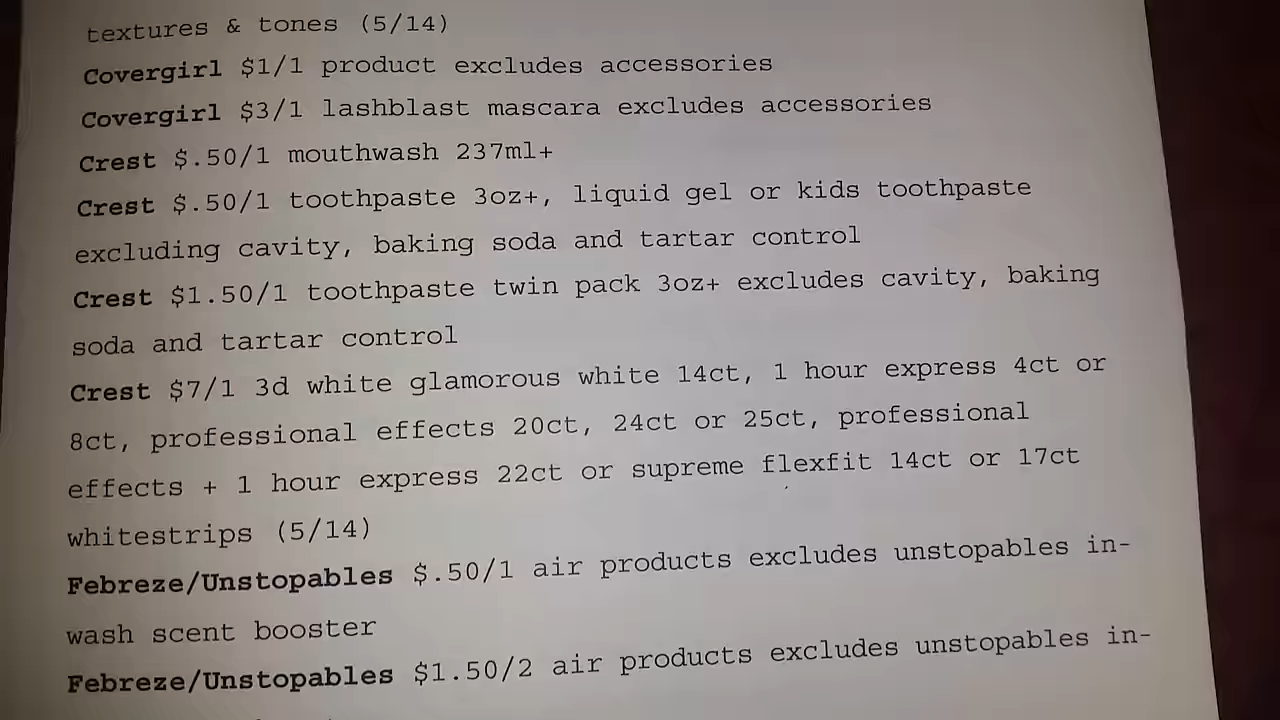 textures & tones (5/14)
Covergirl $1/1 product excludes accessories
Covergirl $3/1 lashblast mascara excludes accessories
Crest $.50/1 mouthwash 237ml+
Crest $.50/1 toothpaste 3oz+, liquid gel or kids toothpaste
excluding cavity, baking soda and tartar control
Crest $1.50/1 toothpaste twin pack 3oz+ excludes cavity, baking
soda and tartar control
Crest $7/1 3d white glamorous white 14ct, 1 hour express 4ct or
8ct, professional effects 20ct, 24ct or 25ct, professional
effects + 1 hour express 22ct or supreme flexfit 14ct or 17ct
whitestrips (5/14)
Febreze/Unstopables $.50/1 air products excludes unstopables in-
wash scent booster
Febreze/Unstopables $1.50/2 air products excludes unstopables in-